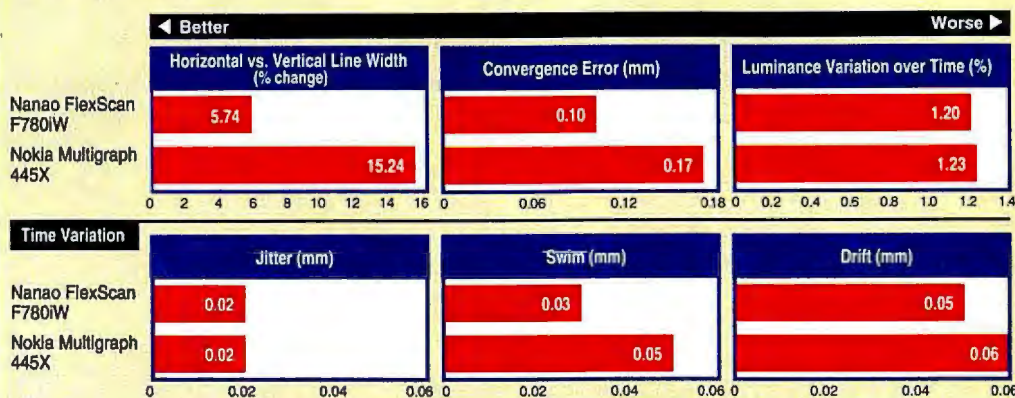 ◀ Better Worse ▶
Horizontal vs. Vertical Line Width
(% change)
Convergence Error (mm)
Luminance Variation over Time (%)
Nanao FlexScan
F780iW
5.74
0.10
1.20
Nokia Multigraph
445X
15.24
0.17
1.23
0 2 4 6 8 10 12 14 16
0 0.06 0.12 0.18
0 0.2 0.4 0.6 0.8 1.0 1.2 1.4
Time Variation
Jitter (mm)
Swim (mm)
Drift (mm)
Nanao FlexScan
F780iW
0.02
0.03
0.05
Nokia Multigraph
445X
0.02
0.05
0.06
0 0.02 0.04 0.06
0 0.02 0.04 0.06
0 0.02 0.04 0.06